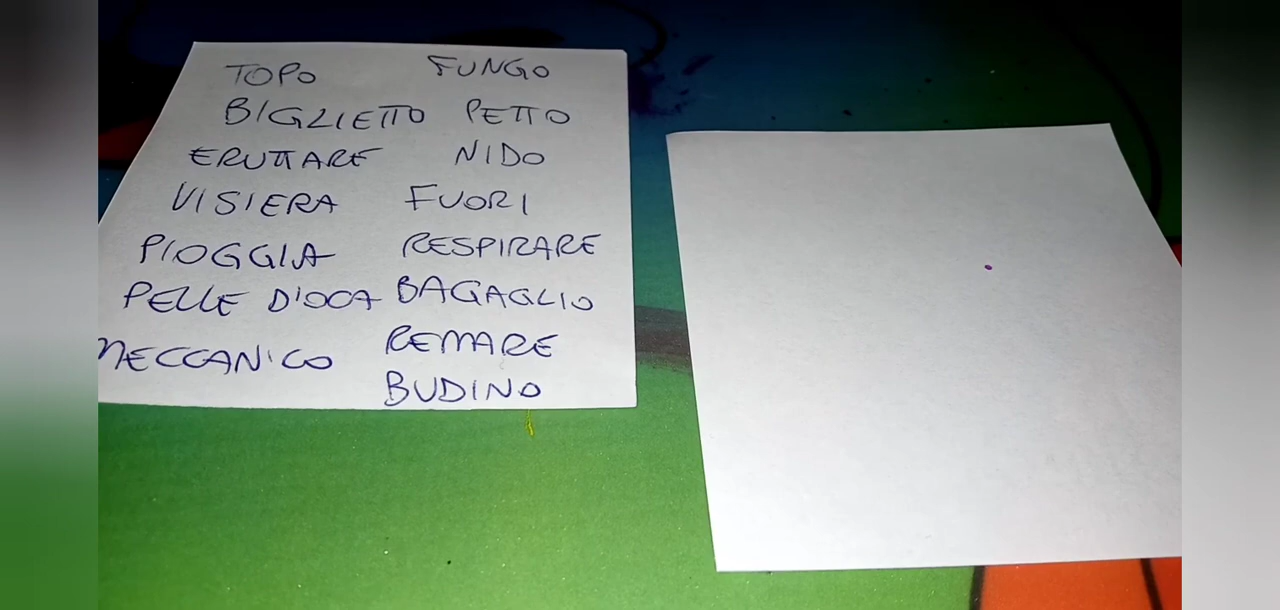 TOPO
BIGLIETTO
ERUTTARE
VISIERA
PIOGGIA
PELLE D'OCA
MECCANICO
FUNGO
PETTO
NIDO
FUORI
RESPIRARE
BAGAGLIO
REMARE
BUDINO